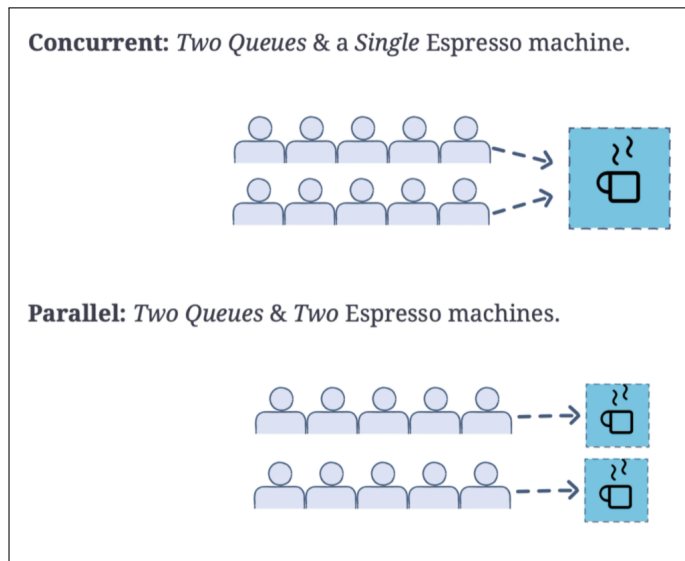 Concurrent: Two Queues & a Single Espresso machine.
Parallel: Two Queues & Two Espresso machines.